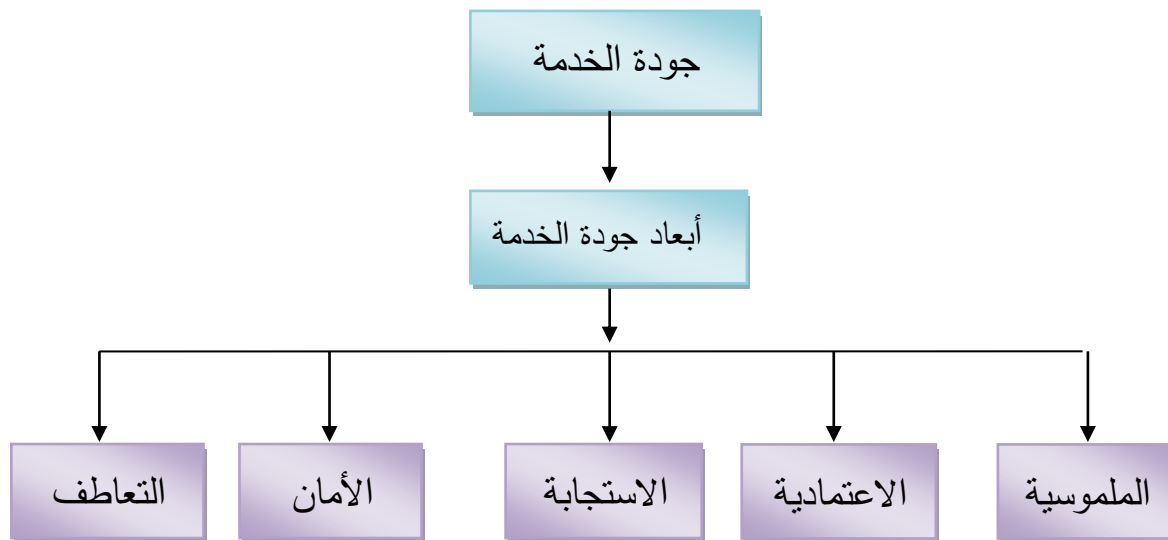 جودة الخدمة
أبعاد جودة الخدمة
الملموسية
الاعتمادية
الاستجابة
الأمان
التعاطف